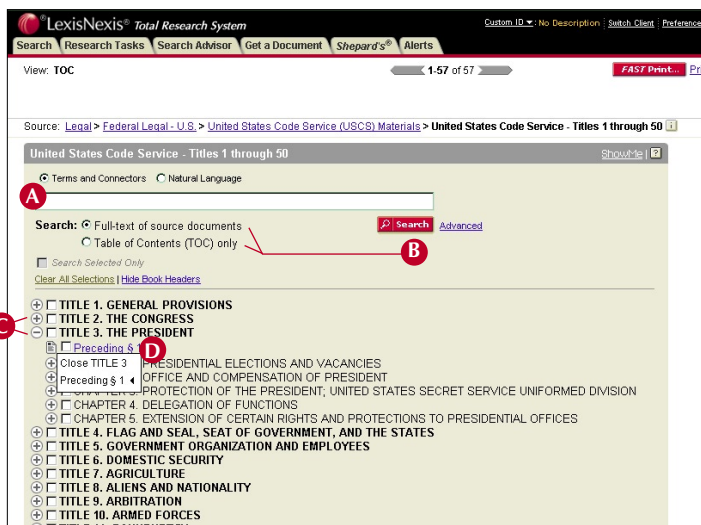 ®LexisNexis® Total Research System
Custom ID : No Description | Switch Client | Preference
Search Research Tasks Search Advisor Get a Document Shepard's® Alerts
View: TOC 1-57 of 57 FAST Print... Pri
Source: Legal > Federal Legal - U.S. > United States Code Service (USCS) Materials > United States Code Service - Titles 1 through 50 i
United States Code Service - Titles 1 through 50 ShowMe | ?
Terms and Connectors Natural Language
A
Search: Full-text of source documents Search Advanced
Table of Contents (TOC) only B
Search Selected Only
Clear All Selections | Hide Book Headers
TITLE 1. GENERAL PROVISIONS
C TITLE 2. THE CONGRESS
TITLE 3. THE PRESIDENT
Preceding § 1 D
Close TITLE 3 PRESIDENTIAL ELECTIONS AND VACANCIES
Preceding § 1 OFFICE AND COMPENSATION OF PRESIDENT
PROTECTION OF THE PRESIDENT; UNITED STATES SECRET SERVICE UNIFORMED DIVISION
CHAPTER 4. DELEGATION OF FUNCTIONS
CHAPTER 5. EXTENSION OF CERTAIN RIGHTS AND PROTECTIONS TO PRESIDENTIAL OFFICES
TITLE 4. FLAG AND SEAL, SEAT OF GOVERNMENT, AND THE STATES
TITLE 5. GOVERNMENT ORGANIZATION AND EMPLOYEES
TITLE 6. DOMESTIC SECURITY
TITLE 7. AGRICULTURE
TITLE 8. ALIENS AND NATIONALITY
TITLE 9. ARBITRATION
TITLE 10. ARMED FORCES